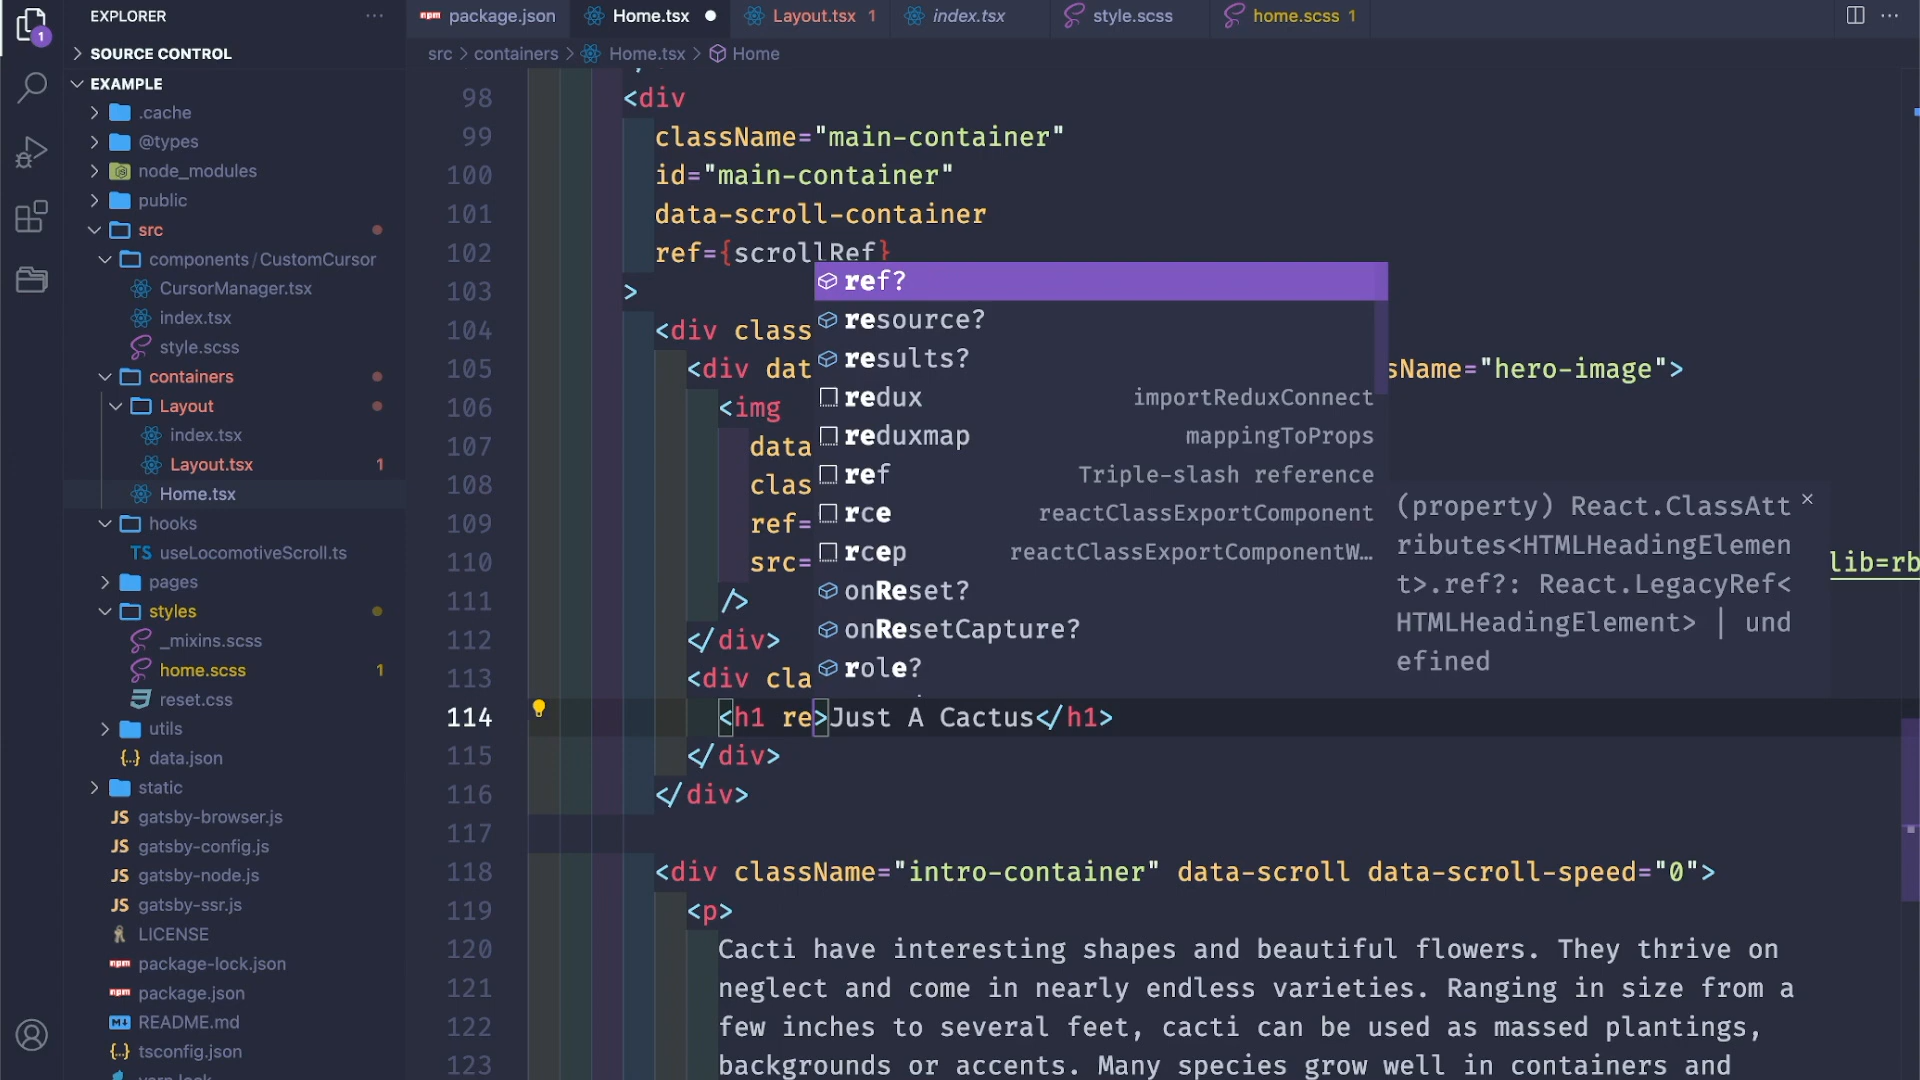 EXPLORER
SOURCE CONTROL
EXAMPLE
.cache
@types
node_modules
public
src
components/CustomCursor
CursorManager.tsx
index.tsx
style.scss
containers
Layout
index.tsx
Layout.tsx 1
Home.tsx
hooks
TS useLocomotiveScroll.ts
pages
styles
_mixins.scss
home.scss 1
reset.css
utils
{..} data.json
static
JS gatsby-browser.js
JS gatsby-config.js
JS gatsby-node.js
JS gatsby-ssr.js
LICENSE
package-lock.json
package.json
README.md
{..} tsconfig.json
1
package.json Home.tsx Layout.tsx 1 index.tsx style.scss home.scss 1
src > containers > Home.tsx > Home
98 <div
99 className="main-container"
100 id="main-container"
101 data-scroll-container
102 ref={scrollRef}
103 >
104 <div class
105 <div dat sName="hero-image">
106 <img
107 data
108 clas
109 ref=
110 src= lib=rb
111 />
112 </div>
113 <div cla
114 <h1 re>Just A Cactus</h1>
115 </div>
116 </div>
117
118 <div className="intro-container" data-scroll data-scroll-speed="0">
119 <p>
120 Cacti have interesting shapes and beautiful flowers. They thrive on
121 neglect and come in nearly endless varieties. Ranging in size from a
122 few inches to several feet, cacti can be used as massed plantings,
123 backgrounds or accents. Many species grow well in containers and
ref?
resource?
results?
redux importReduxConnect
reduxmap mappingToProps
ref Triple-slash reference
rce reactClassExportComponent
rcep reactClassExportComponentW…
onReset?
onResetCapture?
role?
(property) React.ClassAtt
ributes<HTMLHeadingElemen
t>.ref?: React.LegacyRef<
HTMLHeadingElement> | und
efined